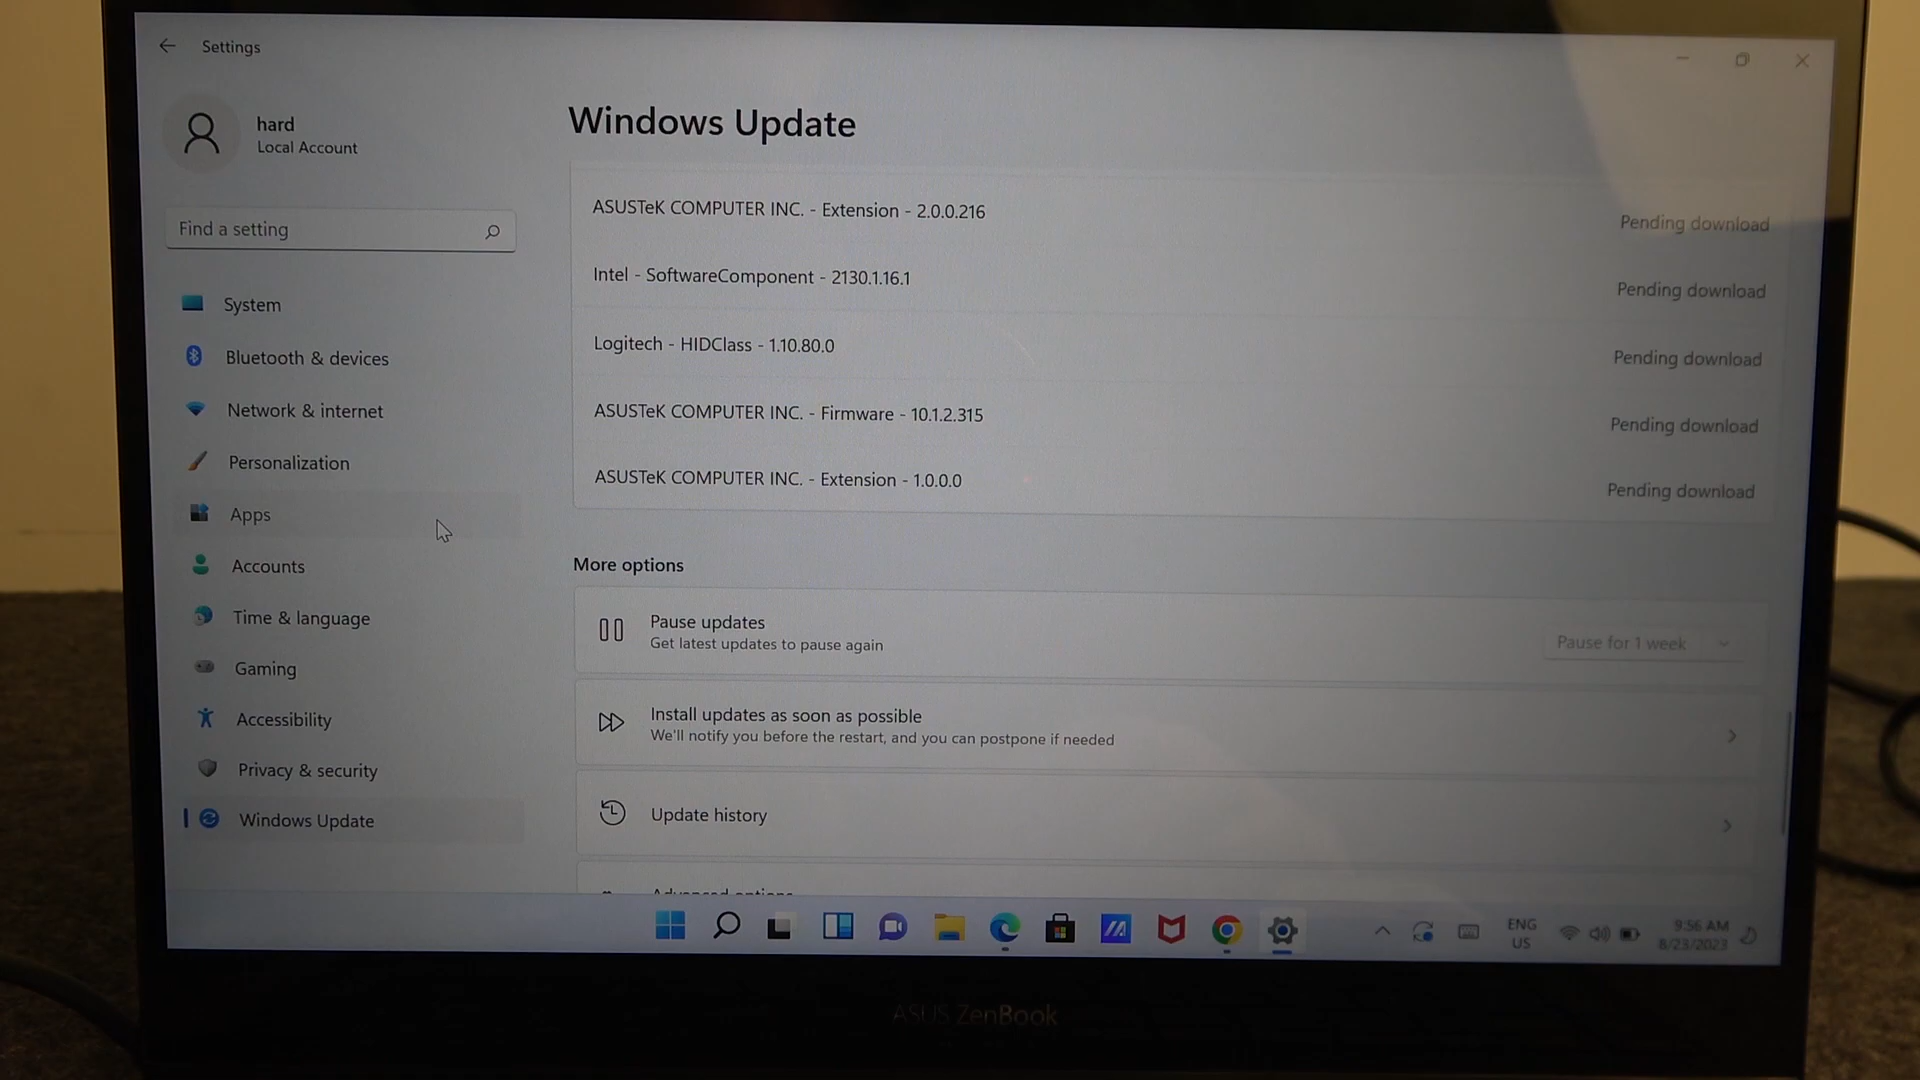 Settings
hard
Local Account
Find a setting
System
Bluetooth & devices
Network & internet
Personalization
Apps
Accounts
Time & language
Gaming
Accessibility
Privacy & security
Windows Update
Windows Update
ASUSTeK COMPUTER INC. - Extension - 2.0.0.216
Pending download
Intel - SoftwareComponent - 2130.1.16.1
Pending download
Logitech - HIDClass - 1.10.80.0
Pending download
ASUSTeK COMPUTER INC. - Firmware - 10.1.2.315
Pending download
ASUSTeK COMPUTER INC. - Extension - 1.0.0.0
Pending download
More options
Pause updates
Get latest updates to pause again
Pause for 1 week
Install updates as soon as possible
We'll notify you before the restart, and you can postpone if needed
Update history
Advanced options
ENG
US
9:56 AM
8/23/2023
ASUS ZenBook